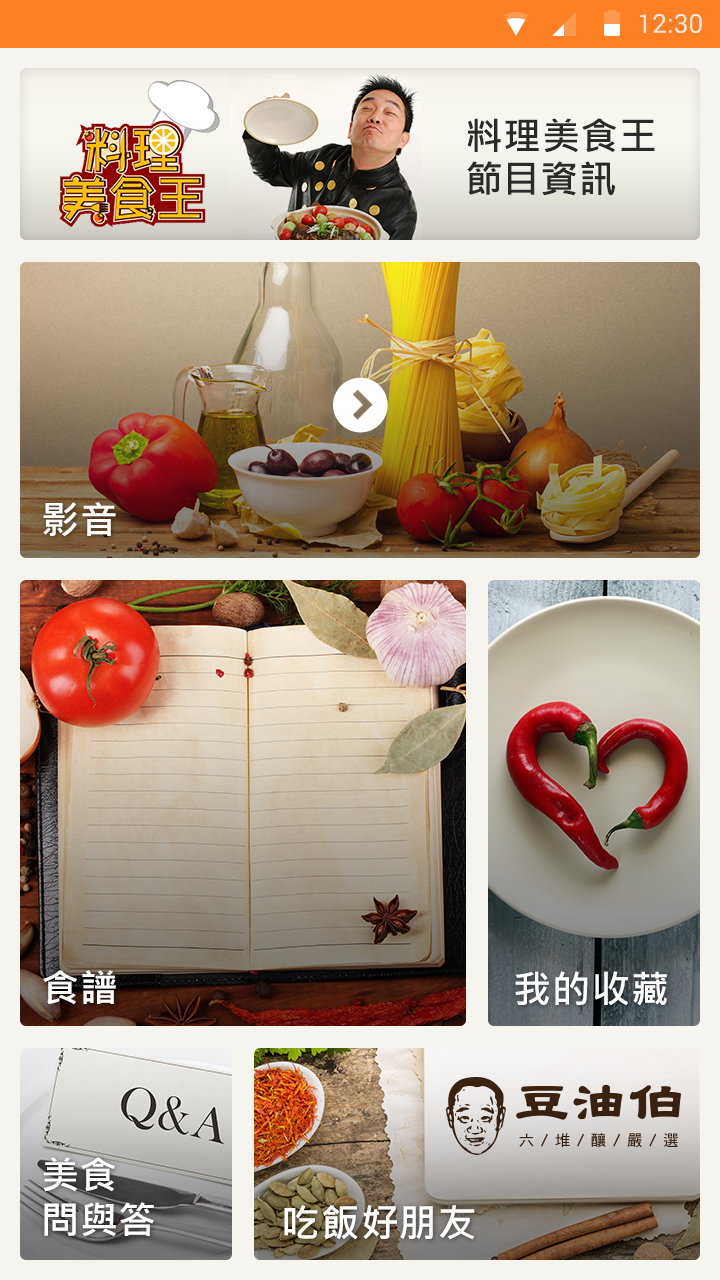 12:30
料理
美食王
料理美食王
節目資訊
影音
食譜
我的收藏
Q&A
美食
問與答
豆油伯
六/堆/釀/嚴/選
吃飯好朋友